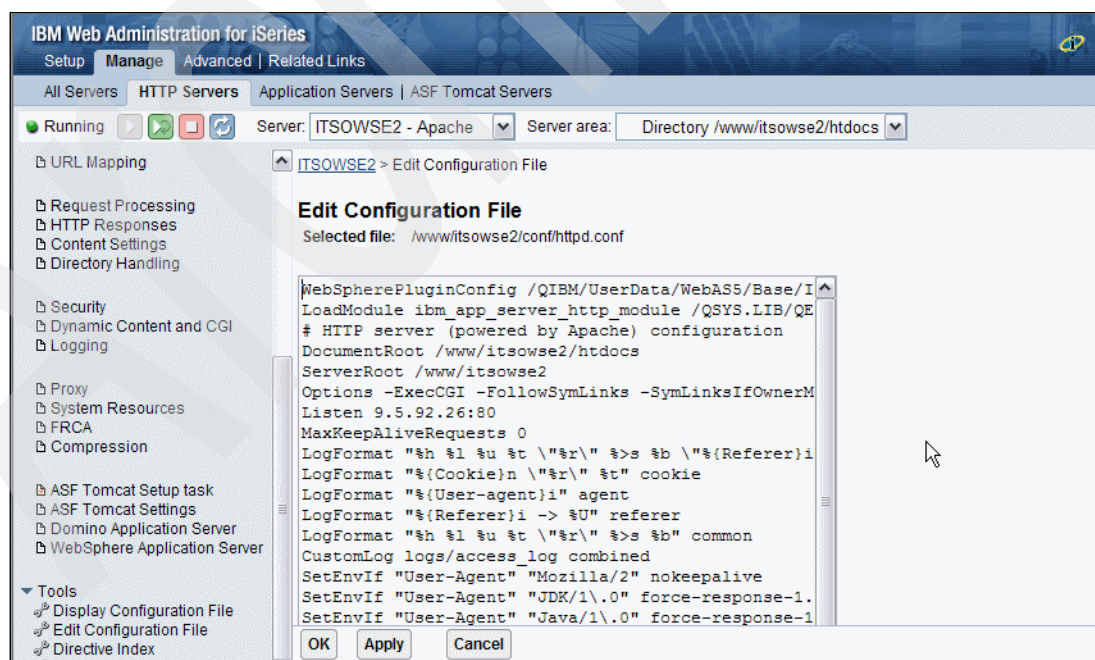 IBM Web Administration for iSeries
Setup Manage Advanced | Related Links
All Servers HTTP Servers Application Servers | ASF Tomcat Servers
Running Server: ITSOWSE2 - Apache Server area: Directory /www/itsowse2/htdocs
URL Mapping
Request Processing
HTTP Responses
Content Settings
Directory Handling
Security
Dynamic Content and CGI
Logging
Proxy
System Resources
FRCA
Compression
ASF Tomcat Setup task
ASF Tomcat Settings
Domino Application Server
WebSphere Application Server
Tools
Display Configuration File
Edit Configuration File
Directive Index
ITSOWSE2 > Edit Configuration File
Edit Configuration File
Selected file: /www/itsowse2/conf/httpd.conf
WebSpherePluginConfig /QIBM/UserData/WebAS5/Base/I
LoadModule ibm_app_server_http_module /QSYS.LIB/QE
# HTTP server (powered by Apache) configuration
DocumentRoot /www/itsowse2/htdocs
ServerRoot /www/itsowse2
Options -ExecCGI -FollowSymLinks -SymLinksIfOwnerM
Listen 9.5.92.26:80
MaxKeepAliveRequests 0
LogFormat "%h %l %u %t \"%r\" %>s %b \"%{Referer}i
LogFormat "%{Cookie}n \"%r\" %t" cookie
LogFormat "%{User-agent}i" agent
LogFormat "%{Referer}i -> %U" referer
LogFormat "%h %l %u %t \"%r\" %>s %b" common
CustomLog logs/access_log combined
SetEnvIf "User-Agent" "Mozilla/2" nokeepalive
SetEnvIf "User-Agent" "JDK/1\.0" force-response-1.
SetEnvIf "User-Agent" "Java/1\.0" force-response-1
OK Apply Cancel